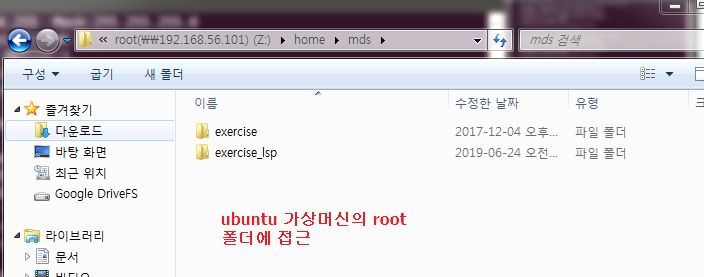 root(₩₩192.168.56.101) (Z:) home mds
mds 검색
구성 굽기 새 폴더
이름 수정한 날짜 유형
즐겨찾기
다운로드
바탕 화면
최근 위치
Google DriveFS
라이브러리
문서
exercise 2017-12-04 오후... 파일 폴더
exercise_lsp 2019-06-24 오전... 파일 폴더
ubuntu 가상머신의 root
폴더에 접근